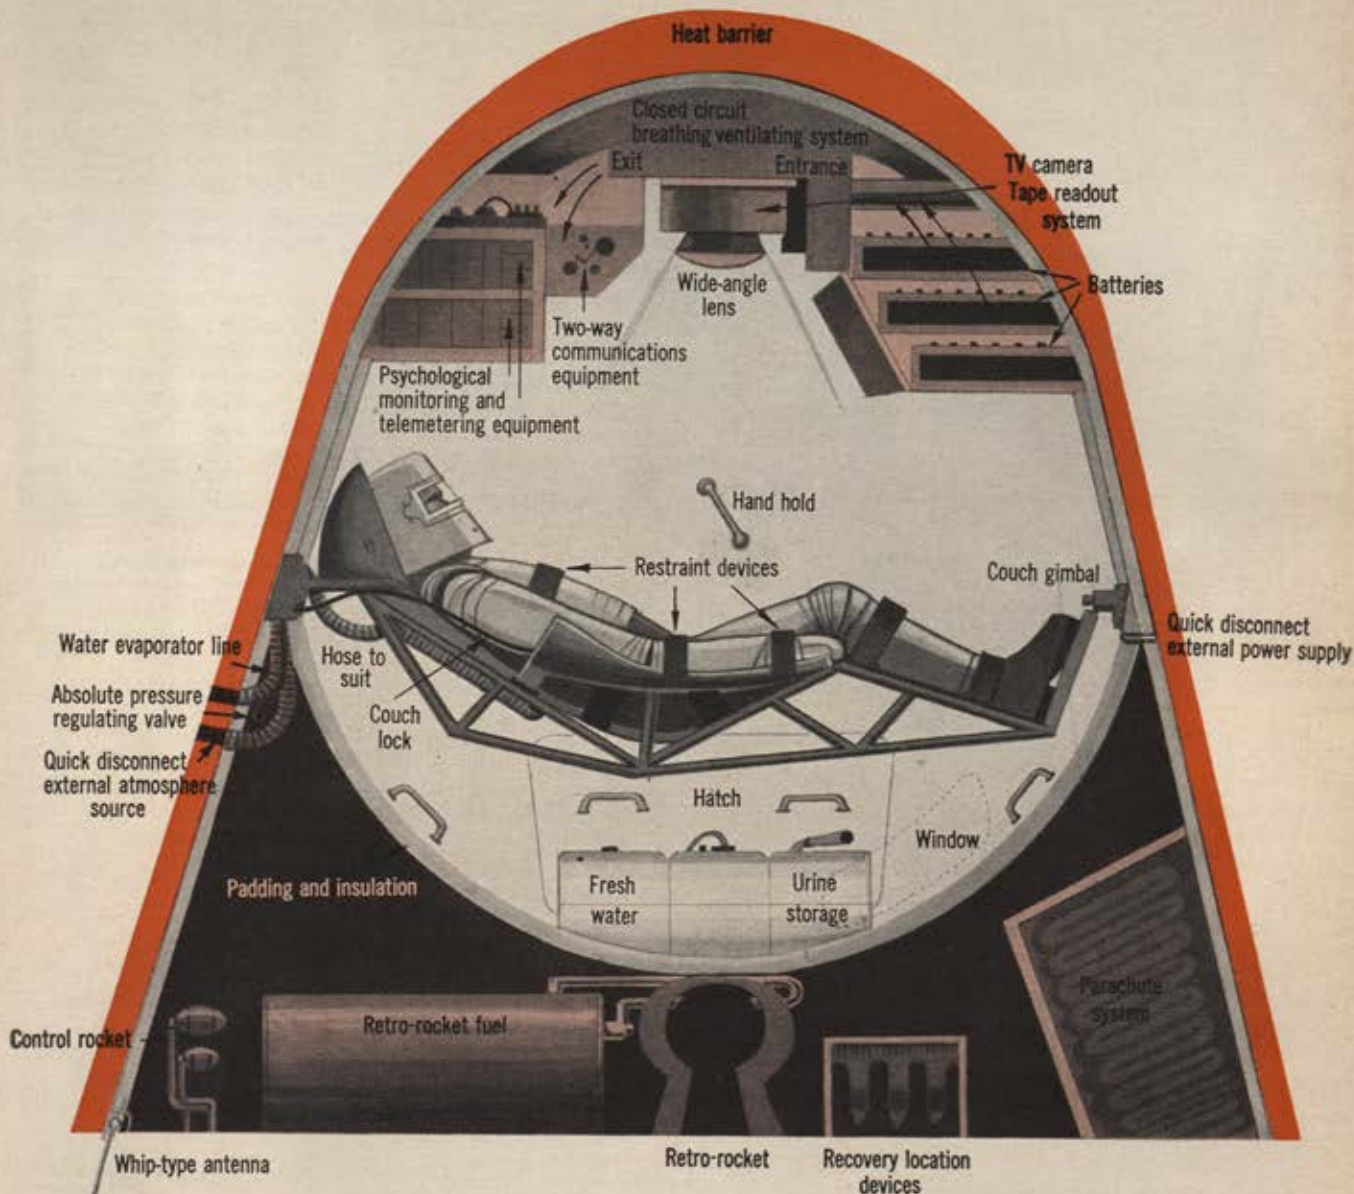 Heat barrier
Closed circuit
breathing ventilating system
Exit
Entrance
TV camera
Tape readout
system
Wide-angle
lens
Batteries
Two-way
communications
equipment
Psychological
monitoring and
telemetering equipment
Hand hold
Restraint devices
Couch gimbal
Water evaporator line
Hose to
suit
Quick disconnect
external power supply
Absolute pressure
regulating valve
Couch
lock
Quick disconnect
external atmosphere
source
Hatch
Window
Padding and insulation
Fresh
water
Urine
storage
Parachute
system
Control rocket
Retro-rocket fuel
Whip-type antenna
Retro-rocket
Recovery location
devices